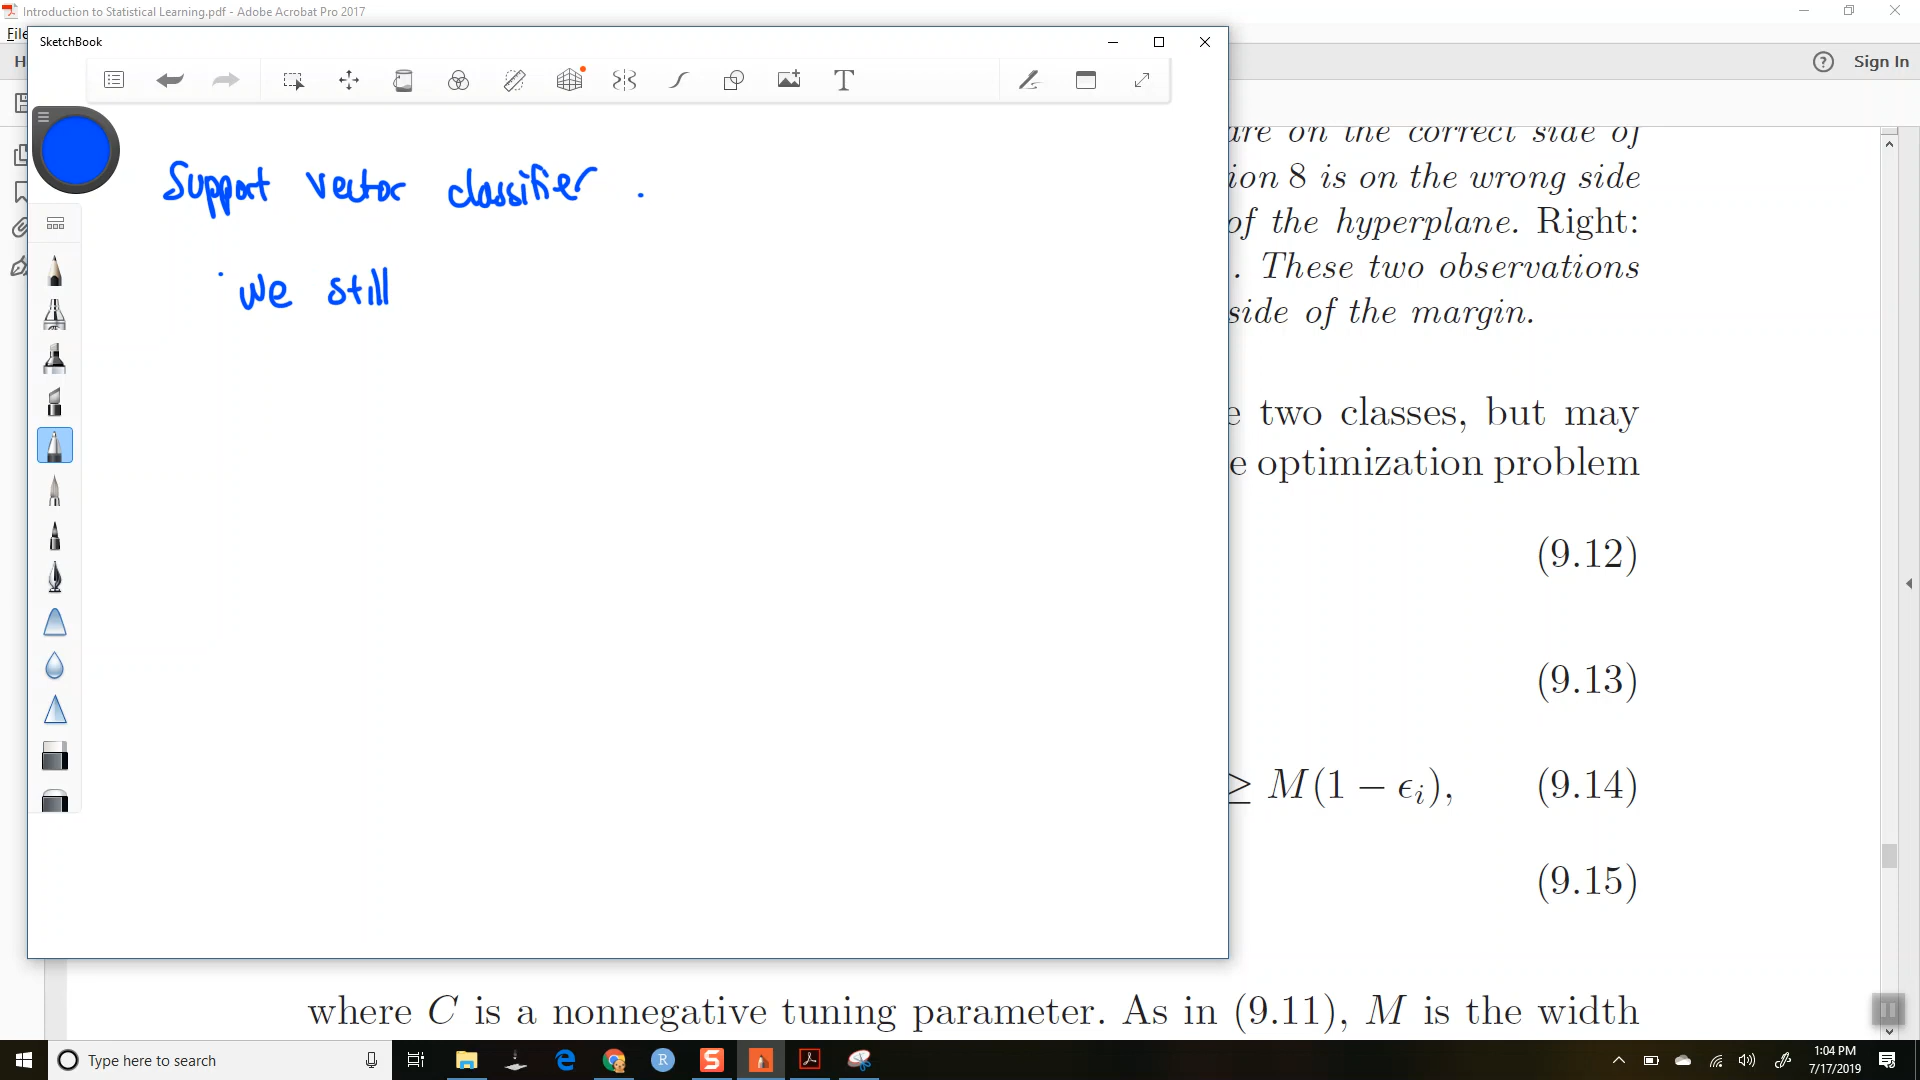 Introduction to Statistical Learning.pdf - Adobe Acrobat Pro 2017
File
SketchBook
Sign In
T
Support vector classifier .
. We still
are on the correct side of
ion 8 is on the wrong side
of the hyperplane. Right:
. These two observations
side of the margin.
e two classes, but may
e optimization problem
(9.12)
(9.13)
≥ M(1 − ϵi), (9.14)
(9.15)
where C is a nonnegative tuning parameter. As in (9.11), M is the width
Type here to search
R
S
1:04 PM
7/17/2019